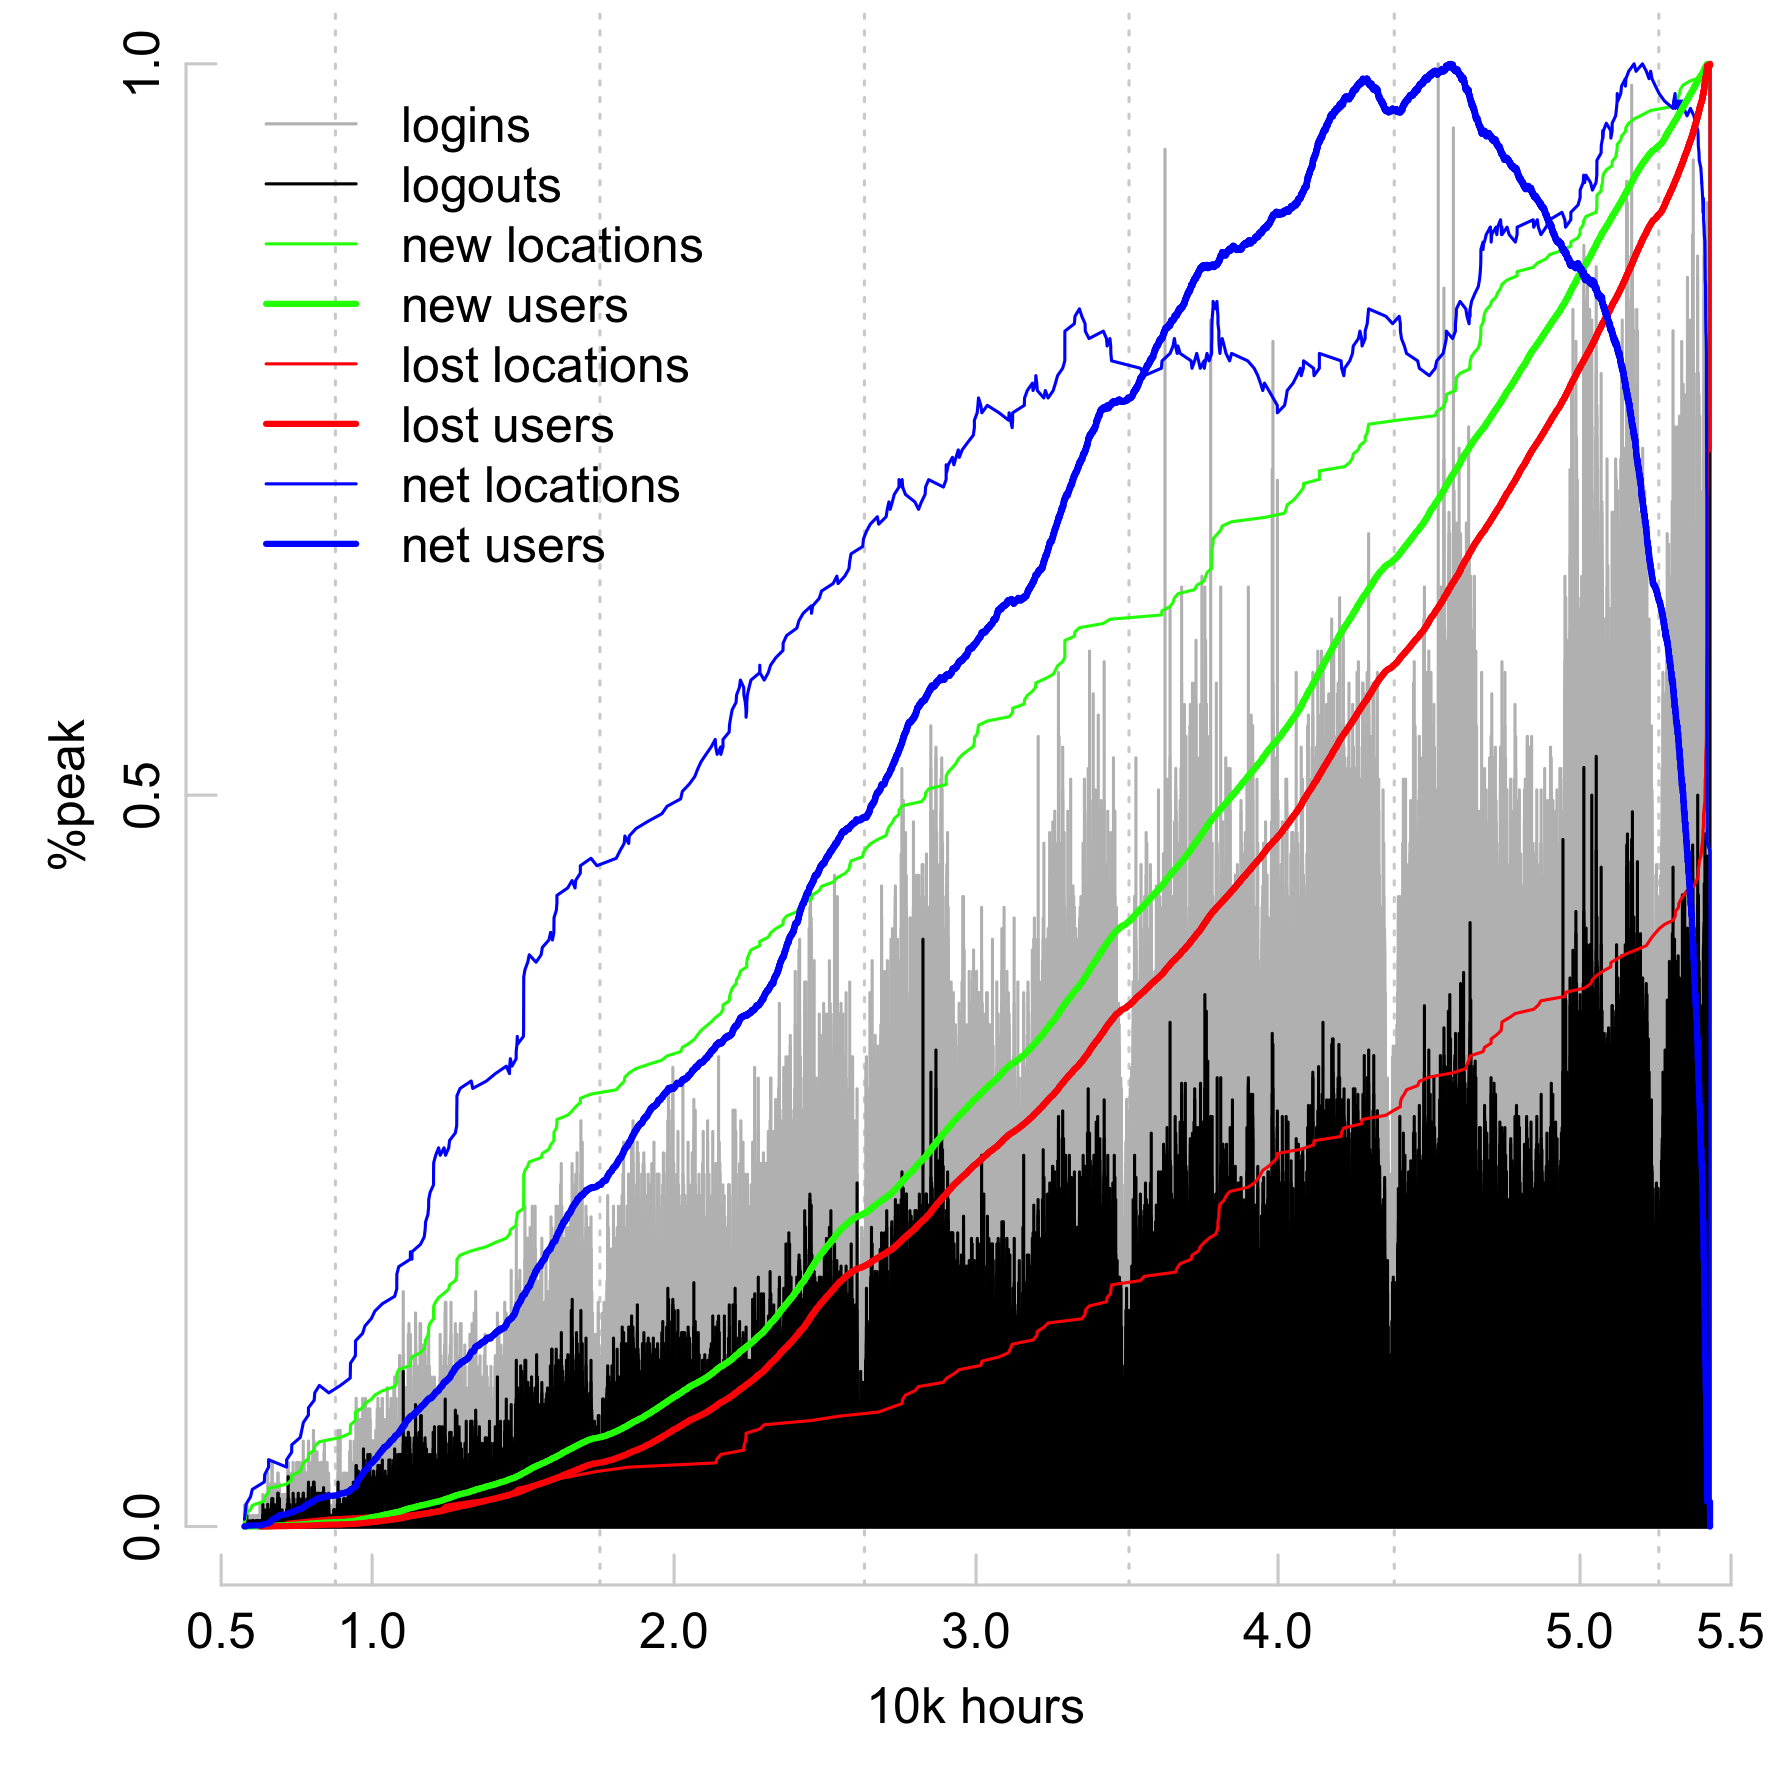 1.0
0.5
0.0
%peak
logins
logouts
new locations
new users
lost locations
lost users
net locations
net users
0.5 1.0 2.0 3.0 4.0 5.0 5.5
10k hours